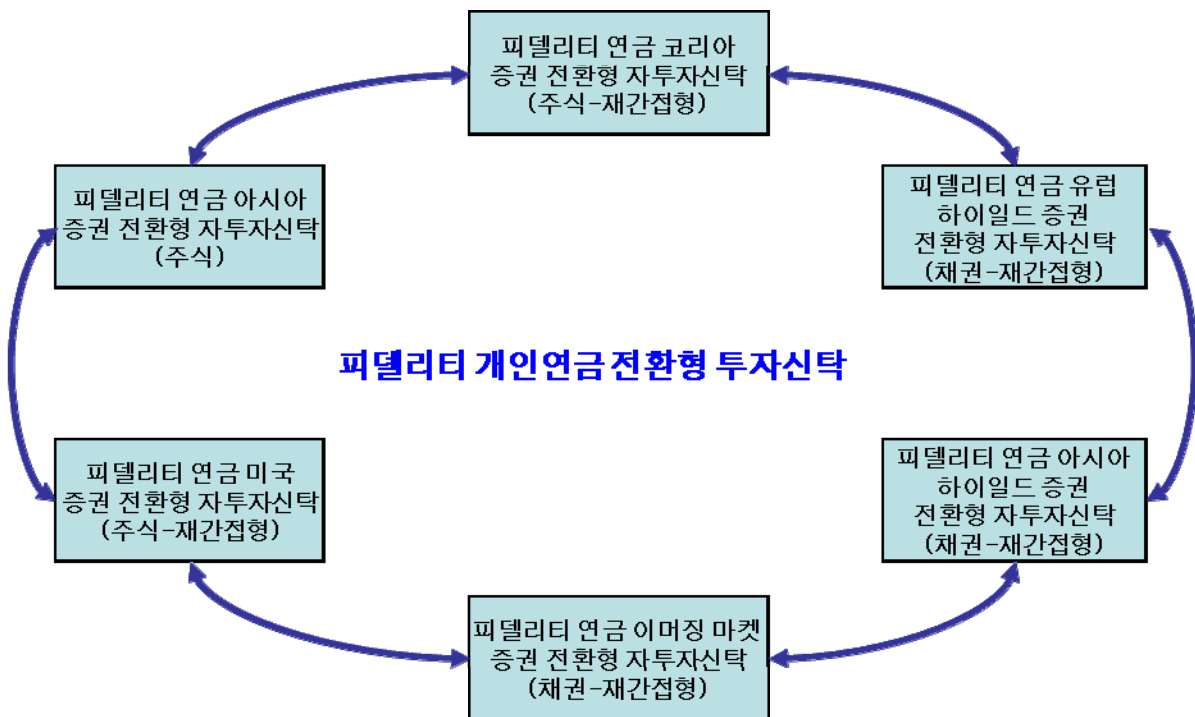 피델리티 연금 코리아
증권 전환형 자투자신탁
(주식-재간접형)
피델리티 연금 아시아
증권 전환형 자투자신탁
(주식)
피델리티 연금 유럽
하이일드 증권
전환형 자투자신탁
(채권-재간접형)
피델리티 개인연금 전환형 투자신탁
피델리티 연금 미국
증권 전환형 자투자신탁
(주식-재간접형)
피델리티 연금 아시아
하이일드 증권
전환형 자투자신탁
(채권-재간접형)
피델리티 연금 이머징 마켓
증권 전환형 자투자신탁
(채권-재간접형)